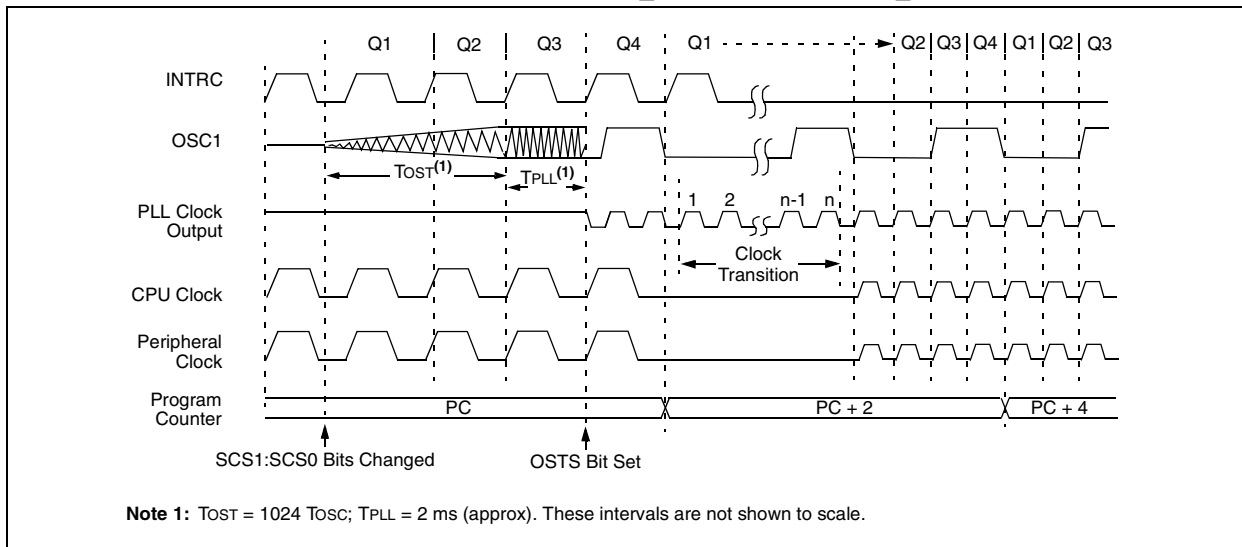 Q1 Q2 Q3 Q4 Q1 Q2 Q3 Q4 Q1 Q2 Q3
INTRC
OSC1
TOST(1) TPLL(1)
1 2 n-1 n
PLL Clock
Output
Clock
Transition
CPU Clock
Peripheral
Clock
Program
Counter
PC PC + 2 PC + 4
SCS1:SCS0 Bits Changed OSTS Bit Set
Note 1: TOST = 1024 TOSC; TPLL = 2 ms (approx). These intervals are not shown to scale.